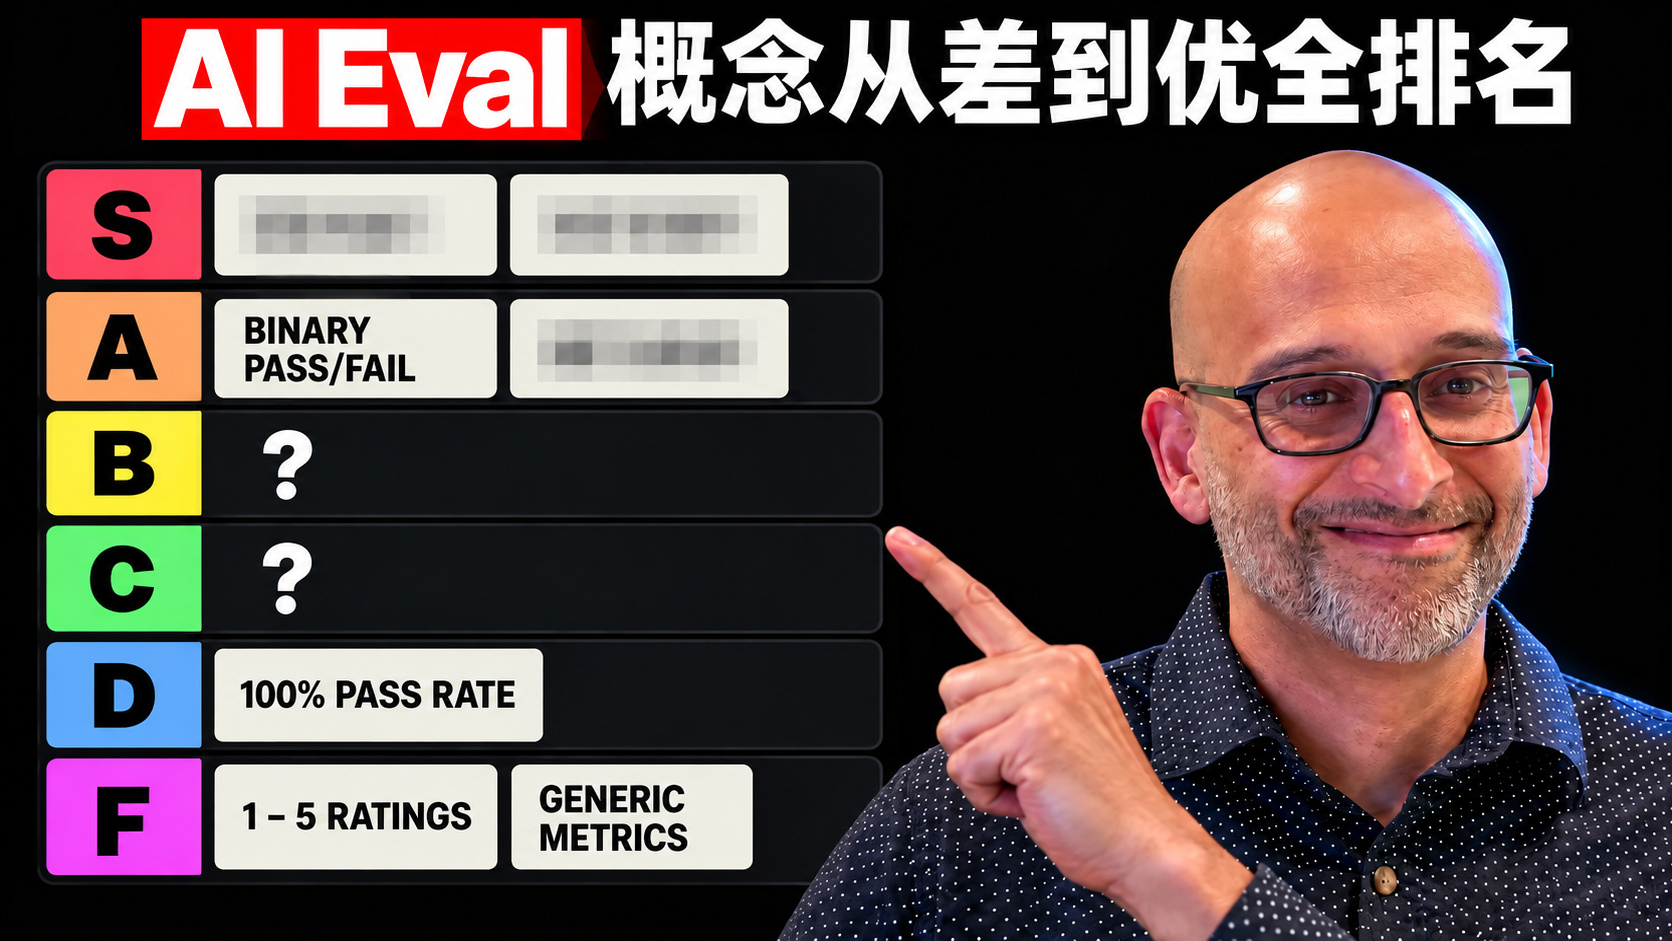 AI Eval 概念从差到优全排名
S
A
BINARY
PASS/FAIL
B
?
C
?
D
100% PASS RATE
F
1 – 5 RATINGS
GENERIC
METRICS